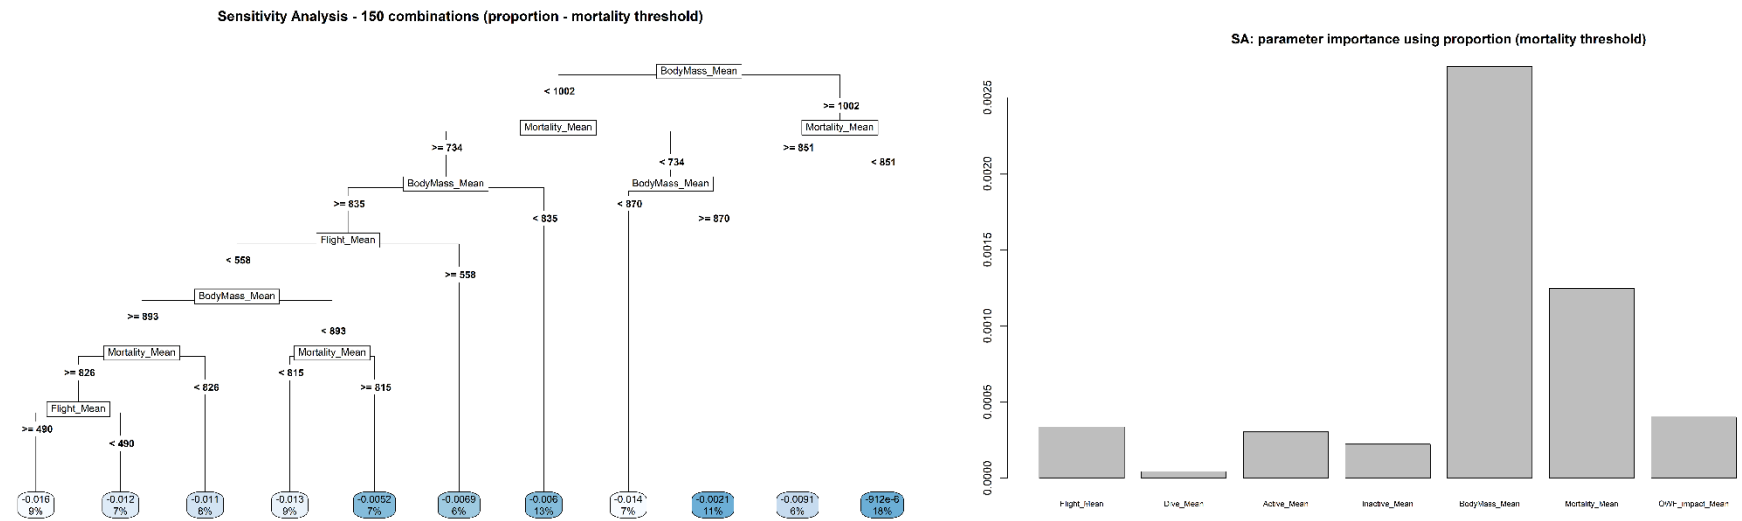 Sensitivity Analysis - 150 combinations (proportion - mortality threshold)
BodyMass_Mean
< 1002
>= 1002
Mortality_Mean
Mortality_Mean
>= 734
>= 851
< 734
< 851
BodyMass_Mean
BodyMass_Mean
>= 835
< 870
< 835
>= 870
Flight_Mean
< 558
>= 558
BodyMass_Mean
>= 893
< 893
Mortality_Mean
Mortality_Mean
>= 826
< 815
< 826
>= 815
Flight_Mean
>= 490
< 490
-0.016
9%
-0.012
7%
-0.011
8%
-0.013
9%
-0.0052
7%
-0.0069
6%
-0.006
13%
-0.014
7%
-0.0021
11%
-0.0091
6%
-912e-6
18%
SA: parameter importance using proportion (mortality threshold)
0.0025
0.0020
0.0015
0.0010
0.0005
0.0000
Flight_Mean
Dive_Mean
Active_Mean
Inactive_Mean
BodyMass_Mean
Mortality_Mean
OWF_impact_Mean